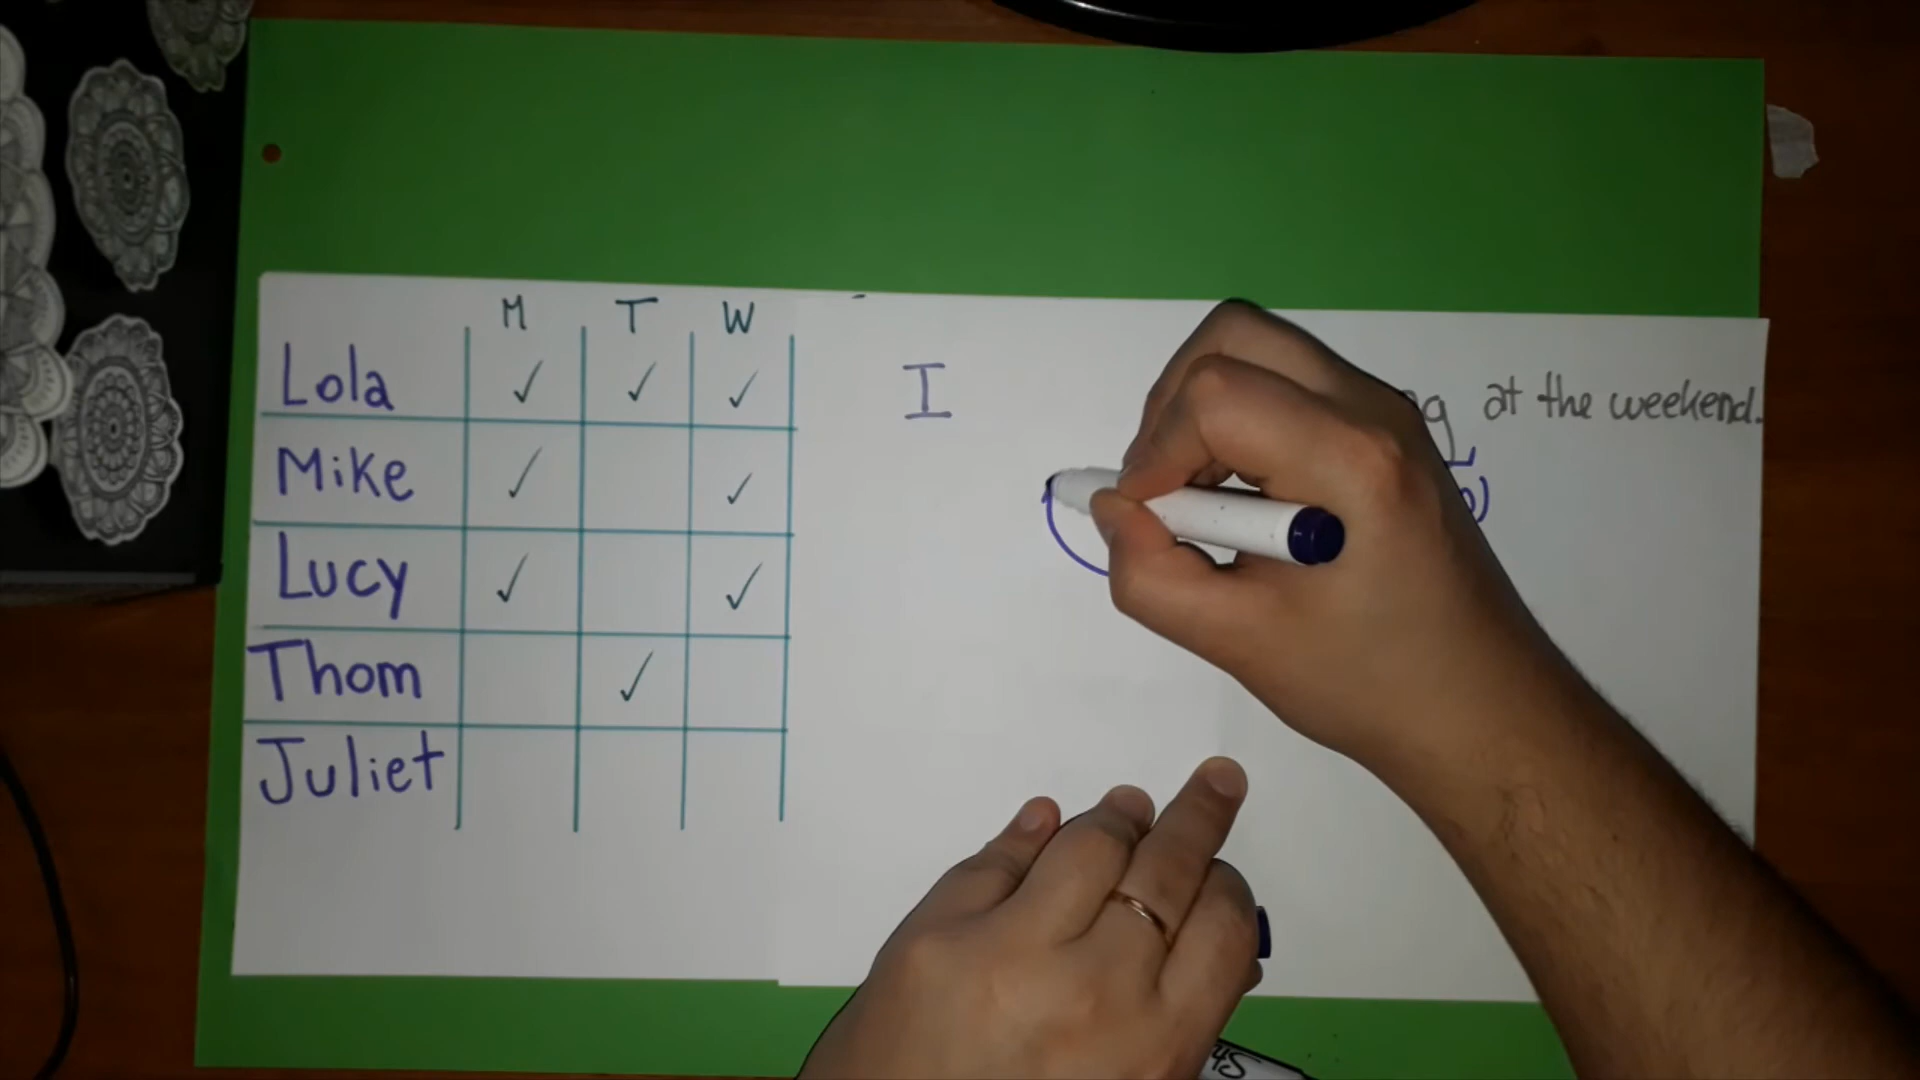 M T W
Lola ✓ ✓ ✓
Mike ✓ ✓
Lucy ✓ ✓
Thom ✓
Juliet
I at the weekend.